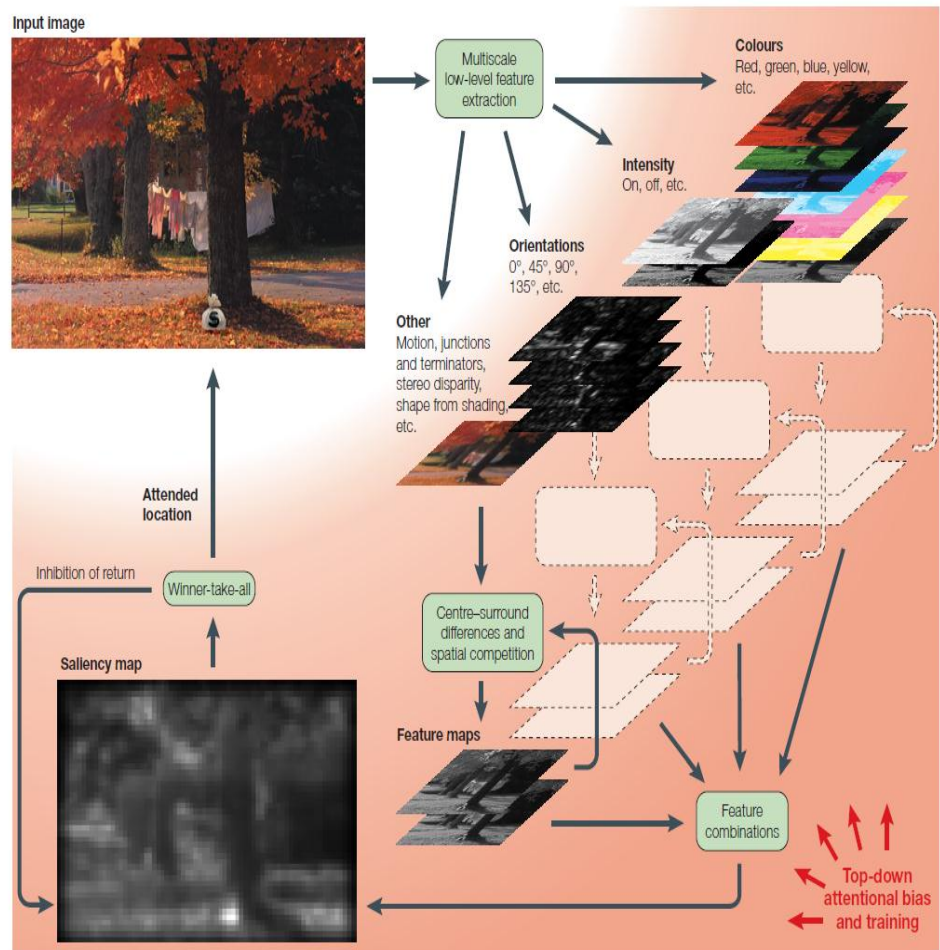 Input image
Multiscale
low-level feature
extraction
Colours
Red, green, blue, yellow,
etc.
Intensity
On, off, etc.
Orientations
0°, 45°, 90°,
135°, etc.
Other
Motion, junctions
and terminators,
stereo disparity,
shape from shading,
etc.
$
Attended
location
Inhibition of return
Winner-take-all
Centre–surround
differences and
spatial competition
Saliency map
Feature maps
Feature
combinations
Top-down
attentional bias
and training